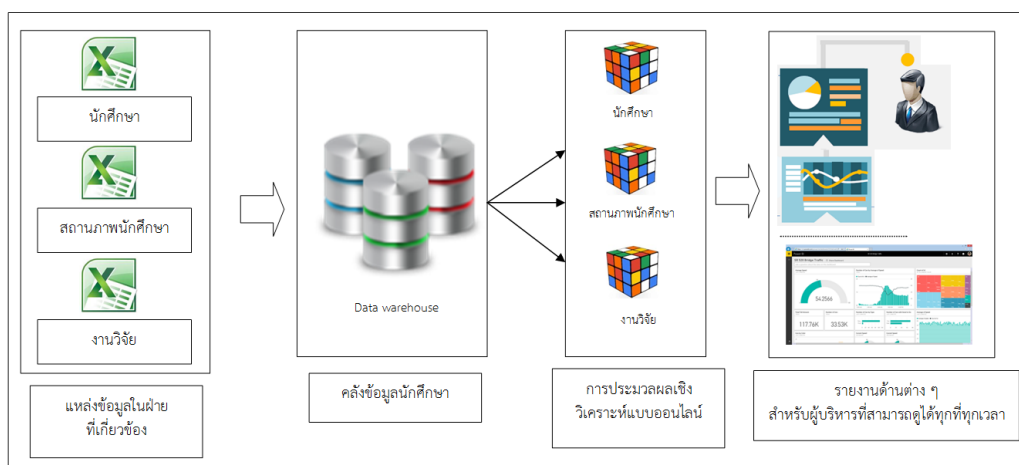 นักศึกษา
สถานภาพนักศึกษา
งานวิจัย
แหล่งข้อมูลในฝ่าย
ที่เกี่ยวข้อง
Data warehouse
คลังข้อมูลนักศึกษา
นักศึกษา
สถานภาพนักศึกษา
งานวิจัย
การประมวลผลเชิง
วิเคราะห์แบบออนไลน์
54.2566
117.76K
33.53K
รายงานด้านต่าง ๆ
สำหรับผู้บริหารที่สามารถดูได้ทุกที่ทุกเวลา